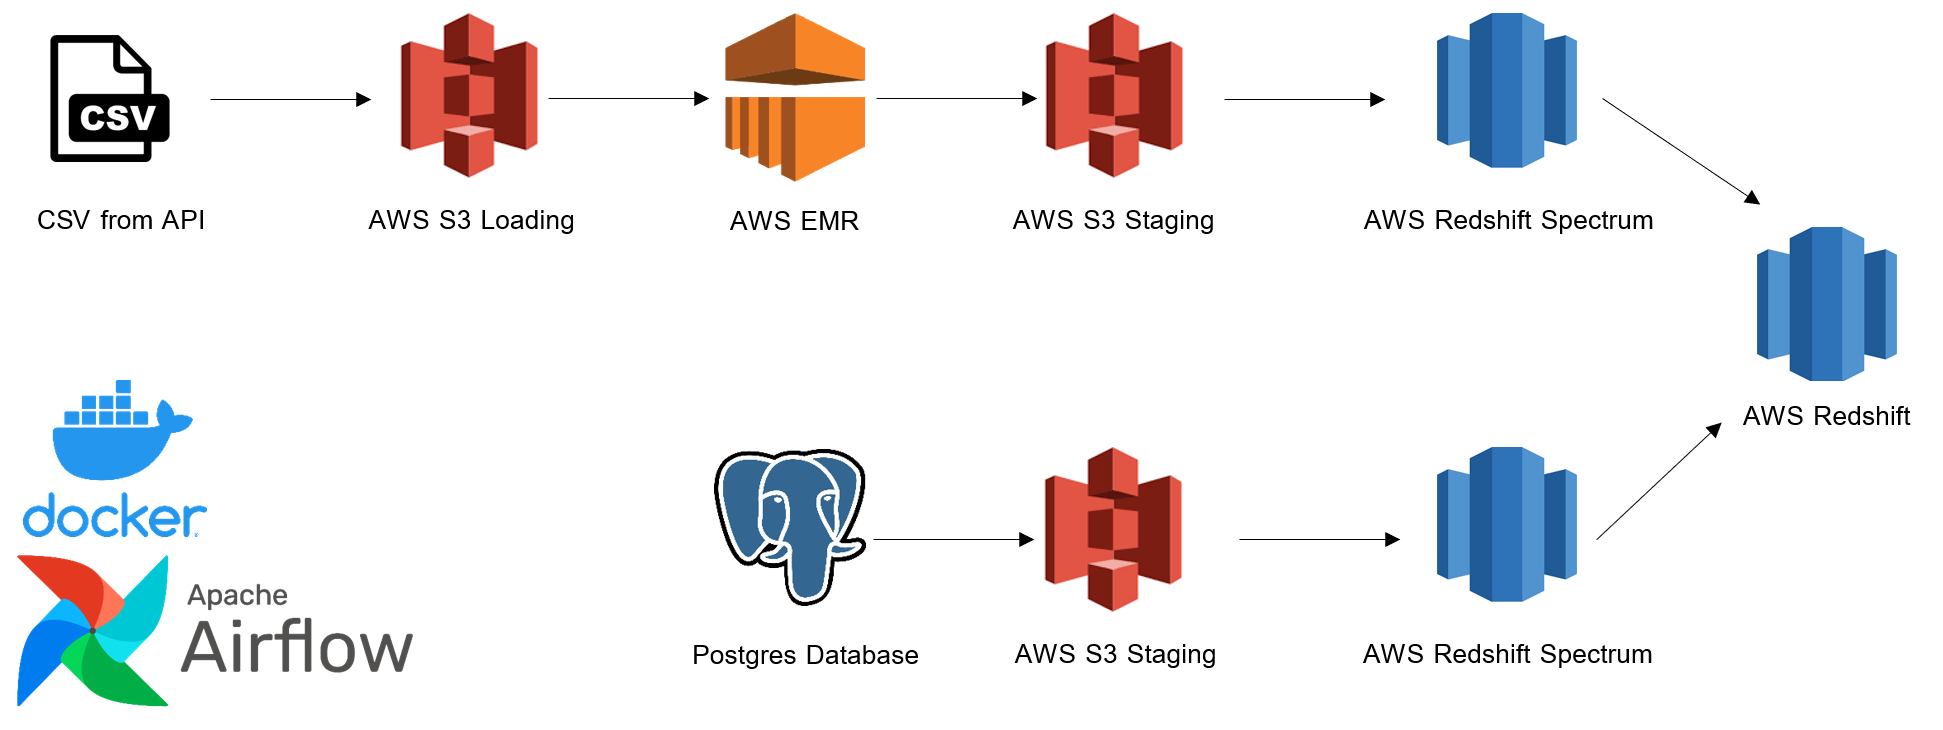 CSV
CSV from API
AWS S3 Loading
AWS EMR
AWS S3 Staging
AWS Redshift Spectrum
AWS Redshift
docker
Apache
Airflow
Postgres Database
AWS S3 Staging
AWS Redshift Spectrum